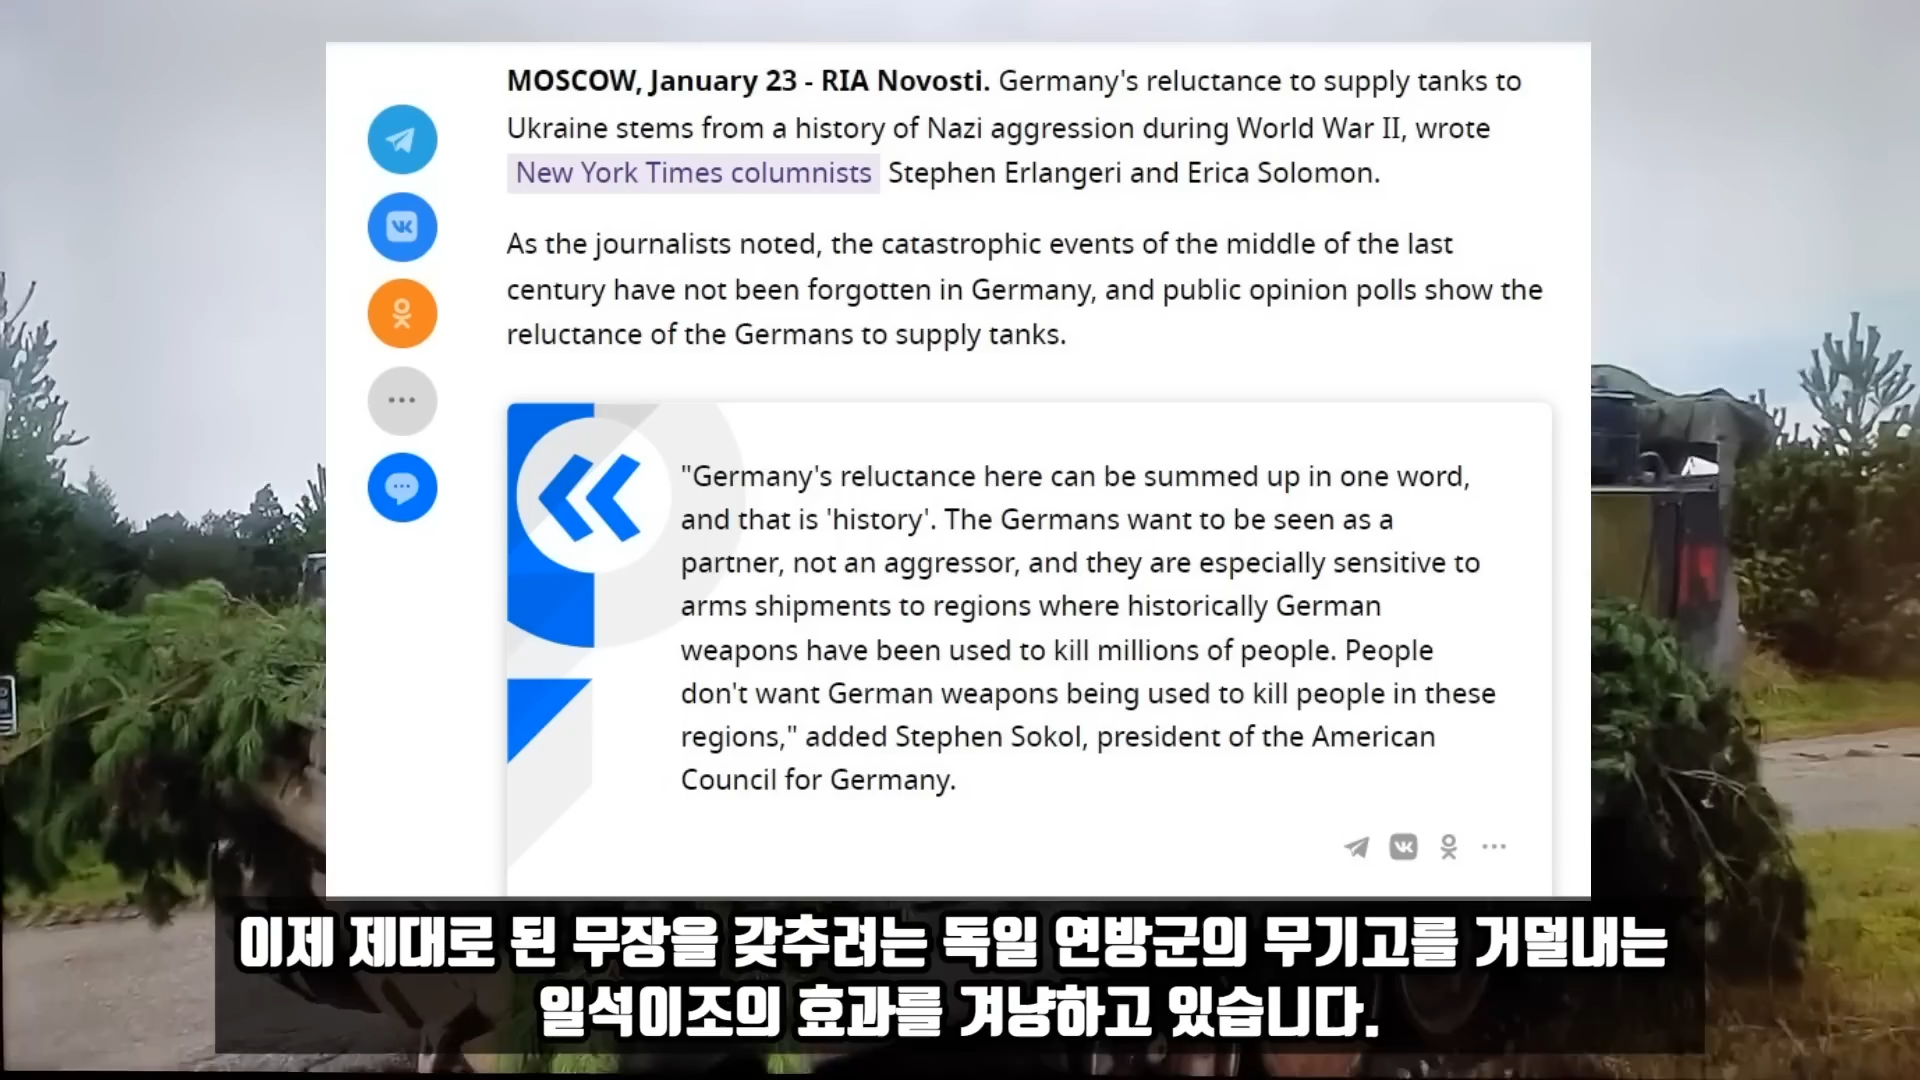 MOSCOW, January 23 - RIA Novosti. Germany's reluctance to supply tanks to
Ukraine stems from a history of Nazi aggression during World War II, wrote
New York Times columnists Stephen Erlangeri and Erica Solomon.
As the journalists noted, the catastrophic events of the middle of the last
century have not been forgotten in Germany, and public opinion polls show the
reluctance of the Germans to supply tanks.
"Germany's reluctance here can be summed up in one word,
and that is 'history'. The Germans want to be seen as a
partner, not an aggressor, and they are especially sensitive to
arms shipments to regions where historically German
weapons have been used to kill millions of people. People
don't want German weapons being used to kill people in these
regions," added Stephen Sokol, president of the American
Council for Germany.
이제 제대로 된 무장을 갖추려는 독일 연방군의 무기고를 거덜내는
일석이조의 효과를 겨냥하고 있습니다.